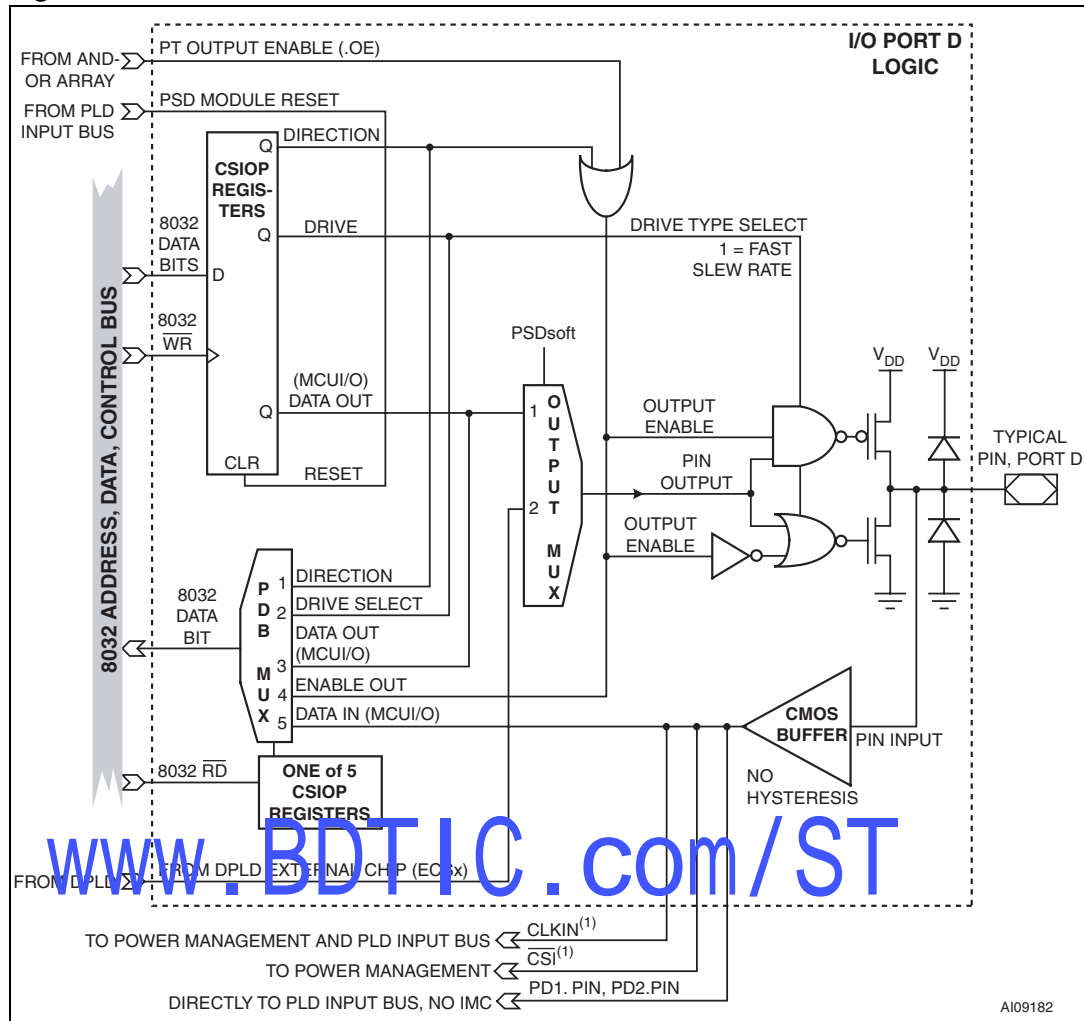 I/O PORT D
LOGIC
PT OUTPUT ENABLE (.OE)
FROM AND-
OR ARRAY
FROM PLD
INPUT BUS
PSD MODULE RESET
DIRECTION
Q
CSIOP
REGIS-
TERS
8032
DATA
BITS
D
Q
DRIVE
DRIVE TYPE SELECT
1 = FAST
SLEW RATE
8032
WR
PSDsoft
(MCUI/O)
DATA OUT
Q
CLR
RESET
1
2
OUTPUT MUX
OUTPUT
ENABLE
PIN
OUTPUT
OUTPUT
ENABLE
VDD
VDD
TYPICAL
PIN, PORT D
8032 ADDRESS, DATA, CONTROL BUS
8032
DATA
BIT
PDB MUX
1
DIRECTION
2
DRIVE SELECT
DATA OUT
(MCUI/O)
3
4
ENABLE OUT
5
DATA IN (MCUI/O)
CMOS
BUFFER
PIN INPUT
NO
HYSTERESIS
8032 RD
ONE of 5
CSIOP
REGISTERS
www.BDTIC.com/ST
FROM DPLD
FROM DPLD EXTERNAL CHIP (ECSx)
TO POWER MANAGEMENT AND PLD INPUT BUS
CLKIN(1)
TO POWER MANAGEMENT
CSI(1)
DIRECTLY TO PLD INPUT BUS, NO IMC
PD1. PIN, PD2.PIN
AI09182